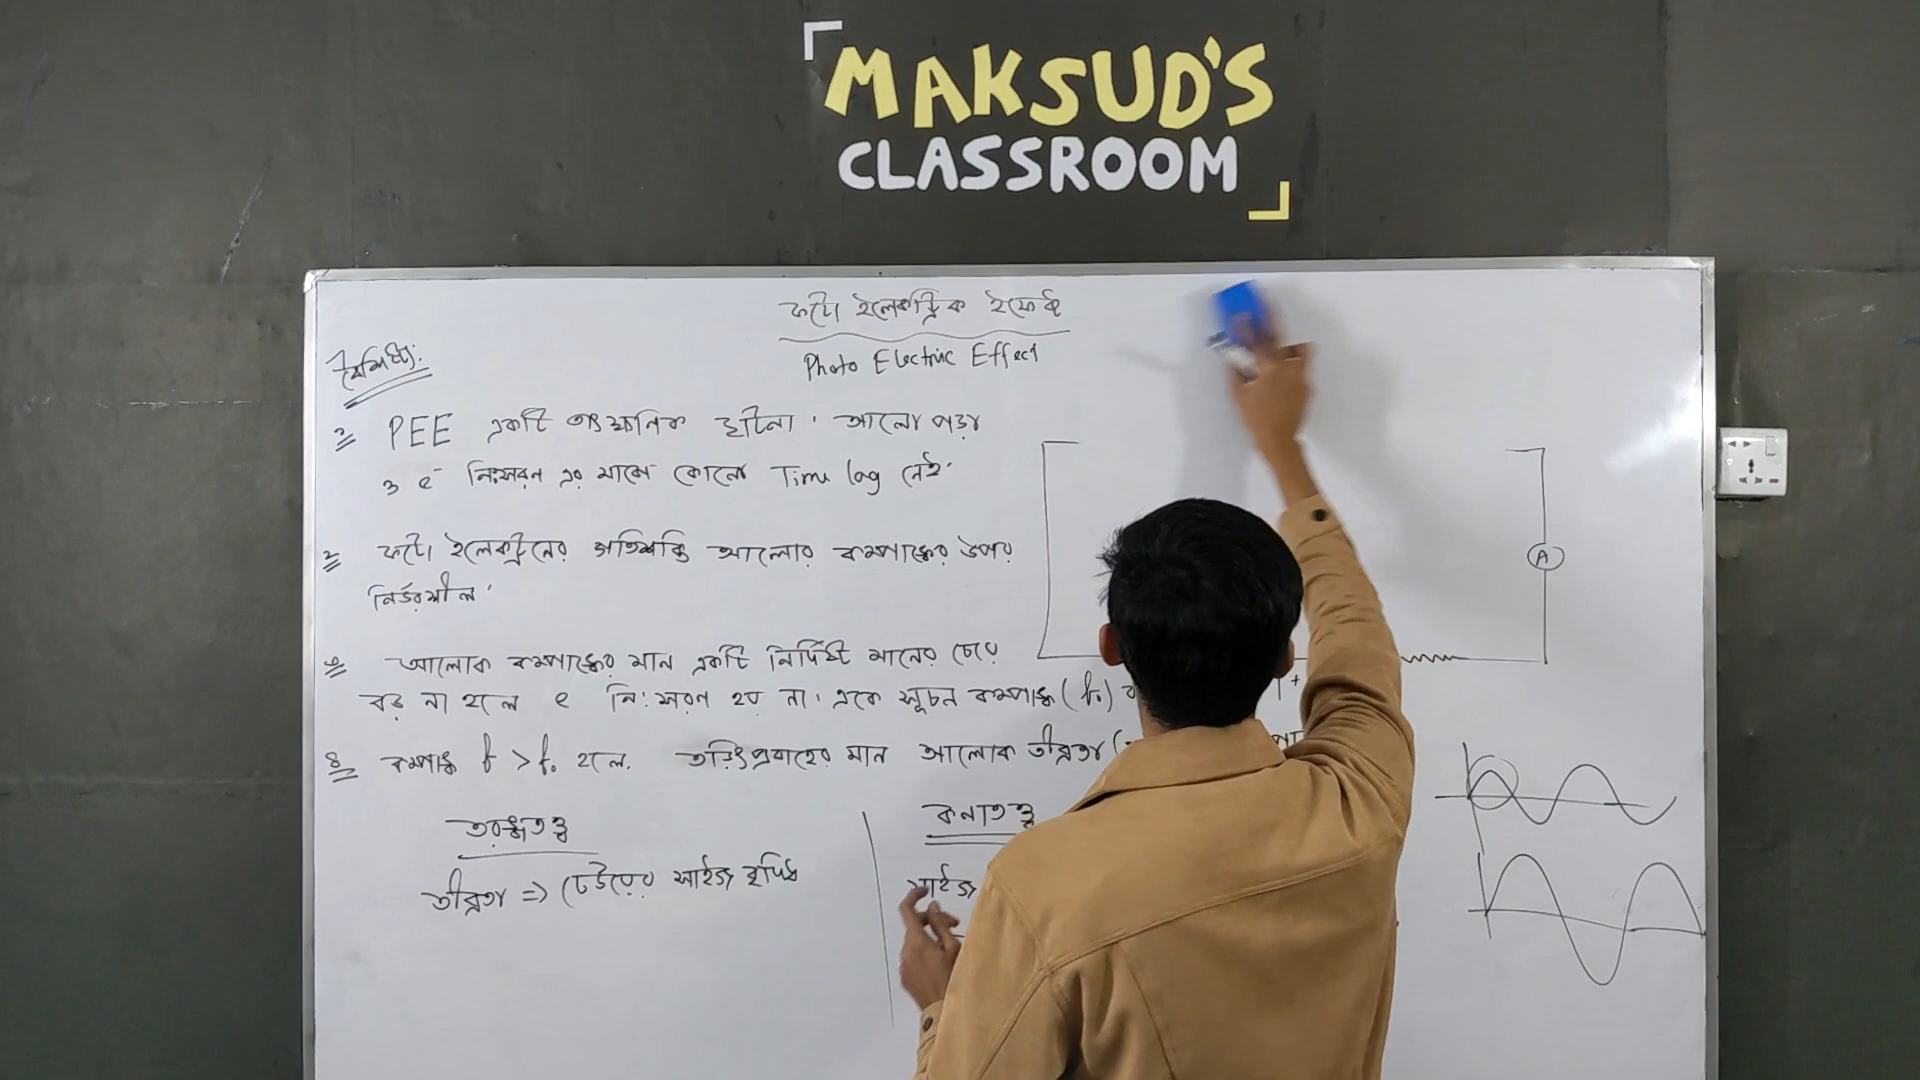 MAKSUD'S
CLASSROOM
ফটো ইলেকট্রিক ইফেক্ট
Photo Electric Effect
বৈশিষ্ট্য:
১ PEE একটি তাৎক্ষনিক ঘটনা। আলো পড়া
ও e⁻ নিঃসরন এর মাঝে কোনো Time lag নেই।
২ ফটো ইলেকট্রনের গতিশক্তি আলোর কম্পাঙ্কের উপর
নির্ভরশীল।
৩ আলোক কম্পাঙ্কের মান একটি নির্দিষ্ট মানের চেয়ে
বড় না হলে e নি:সরণ হয় না। একে সূচন কম্পাঙ্ক (f₀)
৪ কম্পাঙ্ক f > f₀ হলে, তড়িৎপ্রবাহের মান আলোক তীব্রতা (
তরঙ্গতত্ত্ব
তীব্রতা => ঢেউয়ের সাইজ বৃদ্ধি
কনাতত্ত্ব
সাইজ
A
+